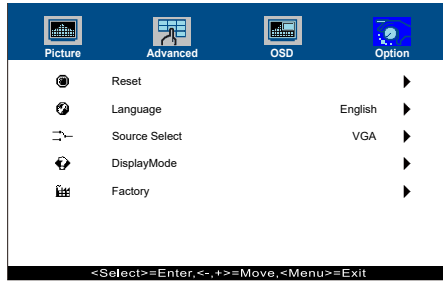 Picture Advanced OSD Option
Reset
Language English
Source Select VGA
DisplayMode
Factory
<Select>=Enter,<-,+>=Move,<Menu>=Exit